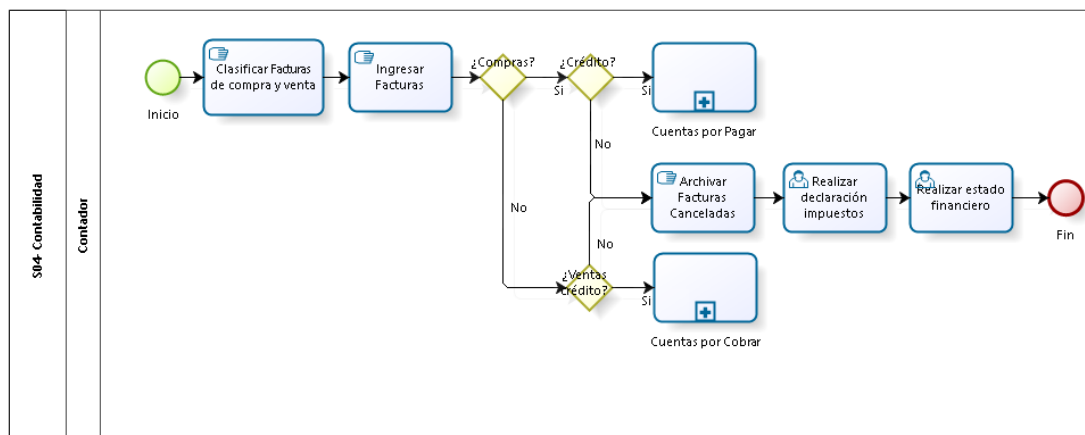 S04- Contabilidad
Contador
Inicio
Clasificar Facturas
de compra y venta
Ingresar
Facturas
¿Compras?
Si
No
¿Crédito?
Si
No
Cuentas por Pagar
Archivar
Facturas
Canceladas
Realizar
declaración
impuestos
Realizar estado
financiero
Fin
No
¿Ventas
crédito?
Si
Cuentas por Cobrar